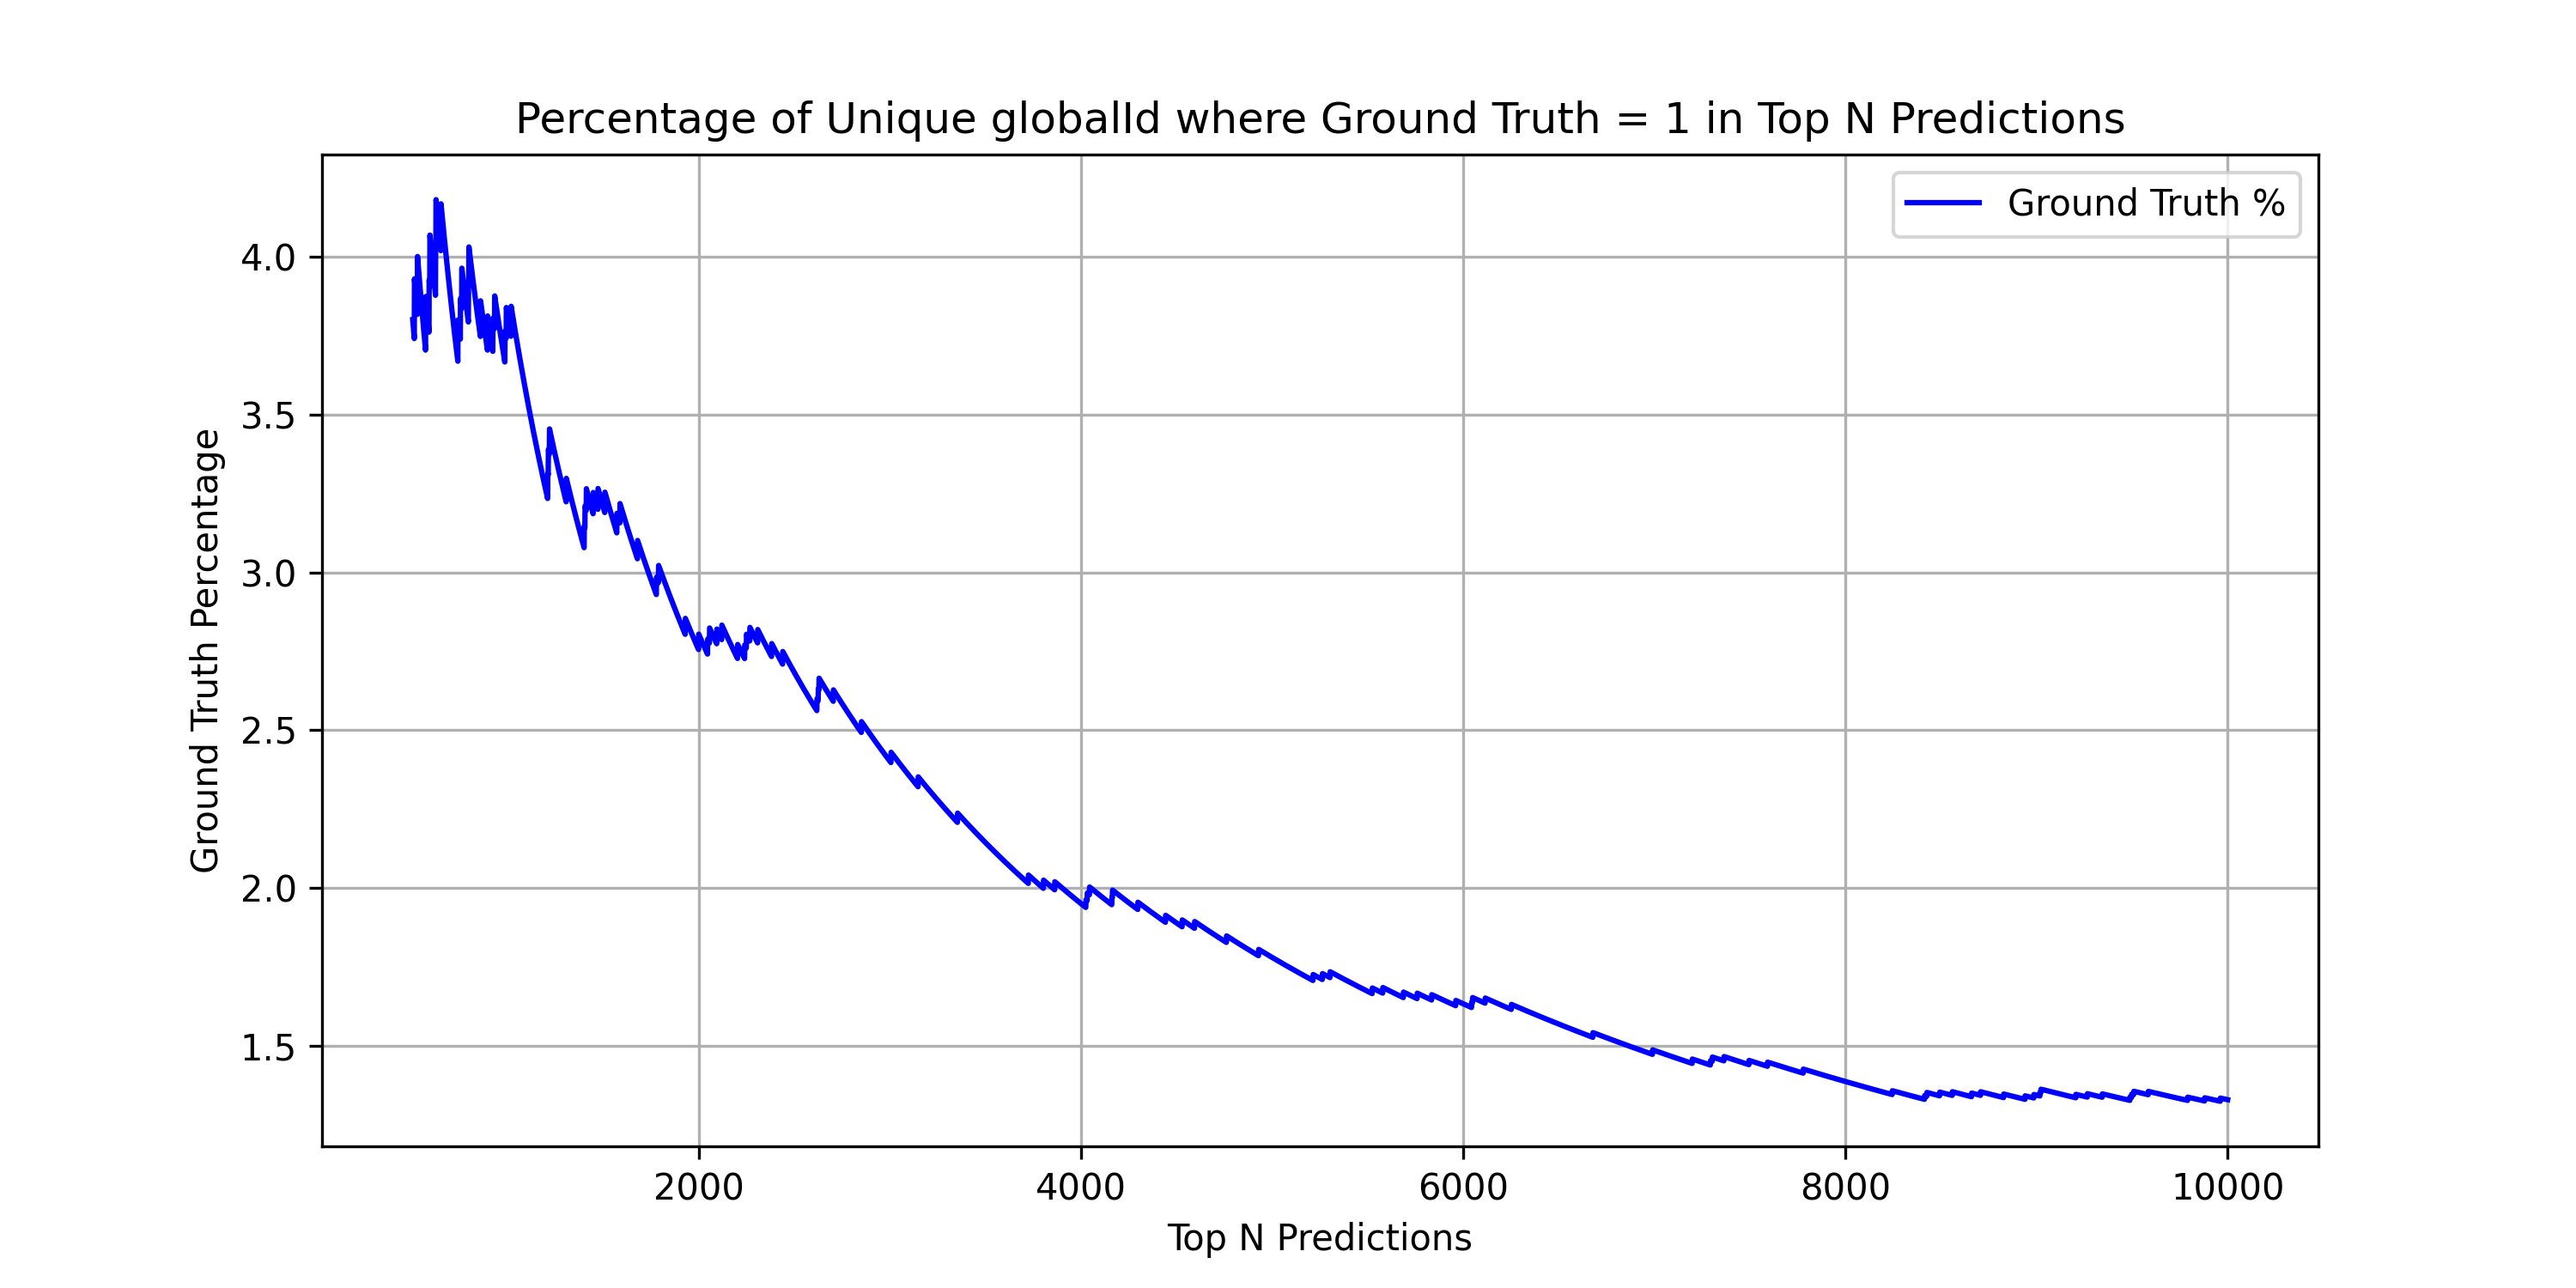 Percentage of Unique globalId where Ground Truth = 1 in Top N Predictions
Ground Truth %
Ground Truth Percentage
4.0
3.5
3.0
2.5
2.0
1.5
2000 4000 6000 8000 10000
Top N Predictions